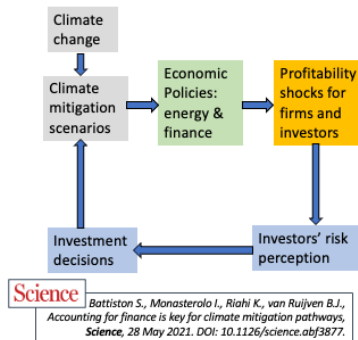 Climate
change
Climate
mitigation
scenarios
Economic
Policies:
energy &
finance
Profitability
shocks for
firms and
investors
Investment
decisions
Investors' risk
perception
Science
Battiston S., Monasterolo I., Riahi K., van Ruijven B.J.,
Accounting for finance is key for climate mitigation pathways,
Science, 28 May 2021. DOI: 10.1126/science.abf3877.